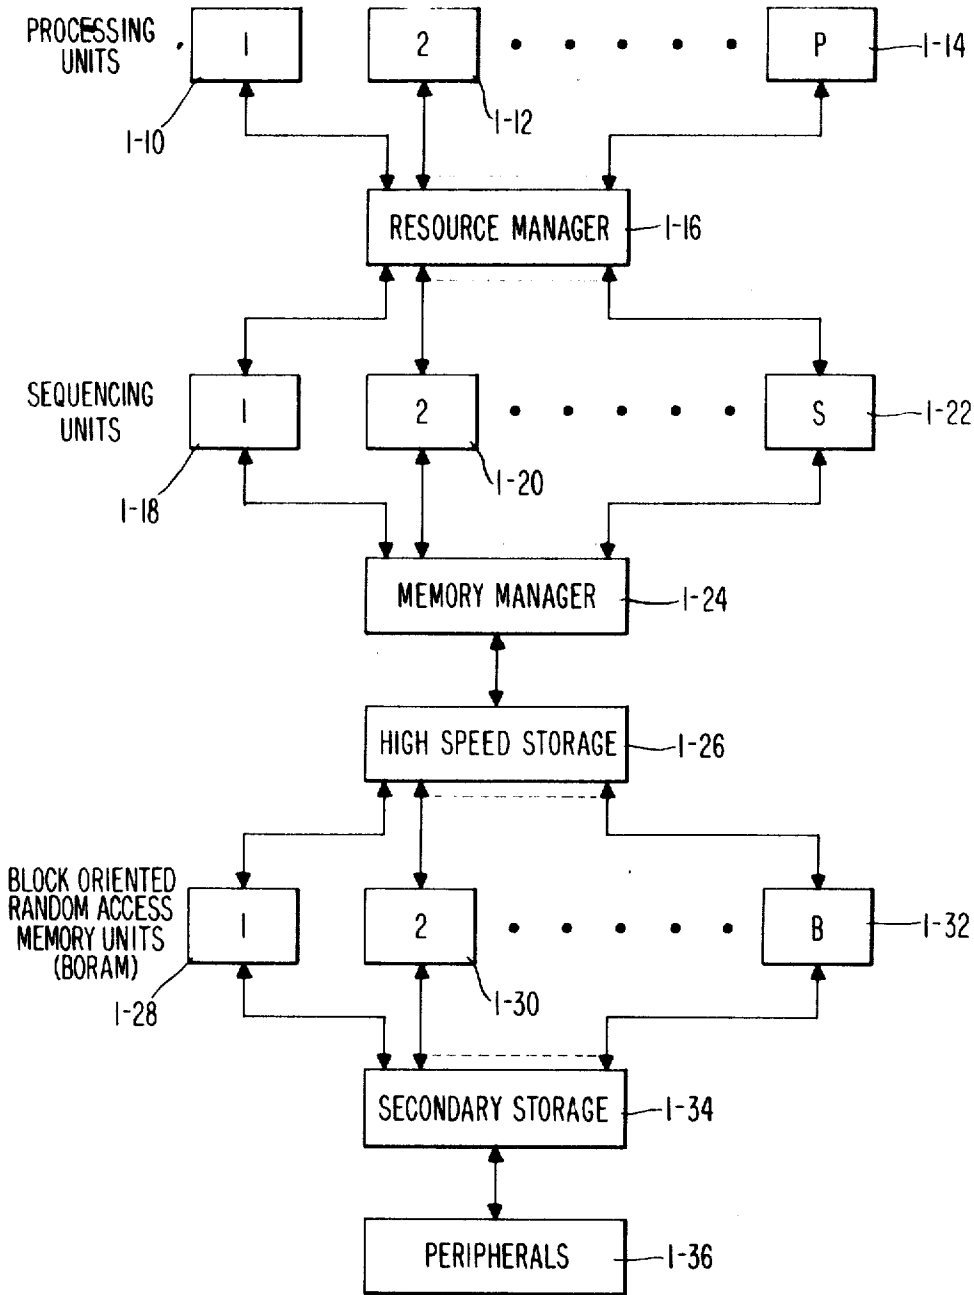 PROCESSING
UNITS
1
2
P
1-14
1-10
1-12
RESOURCE MANAGER
1-16
SEQUENCING
UNITS
1
2
S
1-22
1-18
1-20
MEMORY MANAGER
1-24
HIGH SPEED STORAGE
1-26
BLOCK ORIENTED
RANDOM ACCESS
MEMORY UNITS
(BORAM)
1
2
B
1-32
1-28
1-30
SECONDARY STORAGE
1-34
PERIPHERALS
1-36